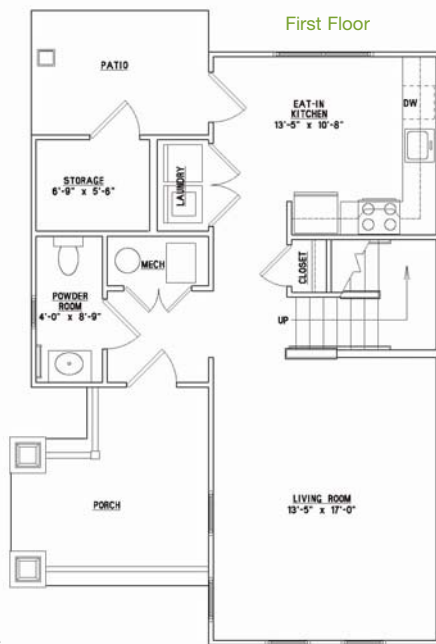 First Floor
PATIO
EAT-IN
KITCHEN
13'-5" x 10'-8"
DW
STORAGE
6'-9" x 5'-6"
LAUNDRY
MECH
CLOSET
POWDER
ROOM
4'-0" x 8'-9"
UP
PORCH
LIVING ROOM
13'-5" x 17'-0"